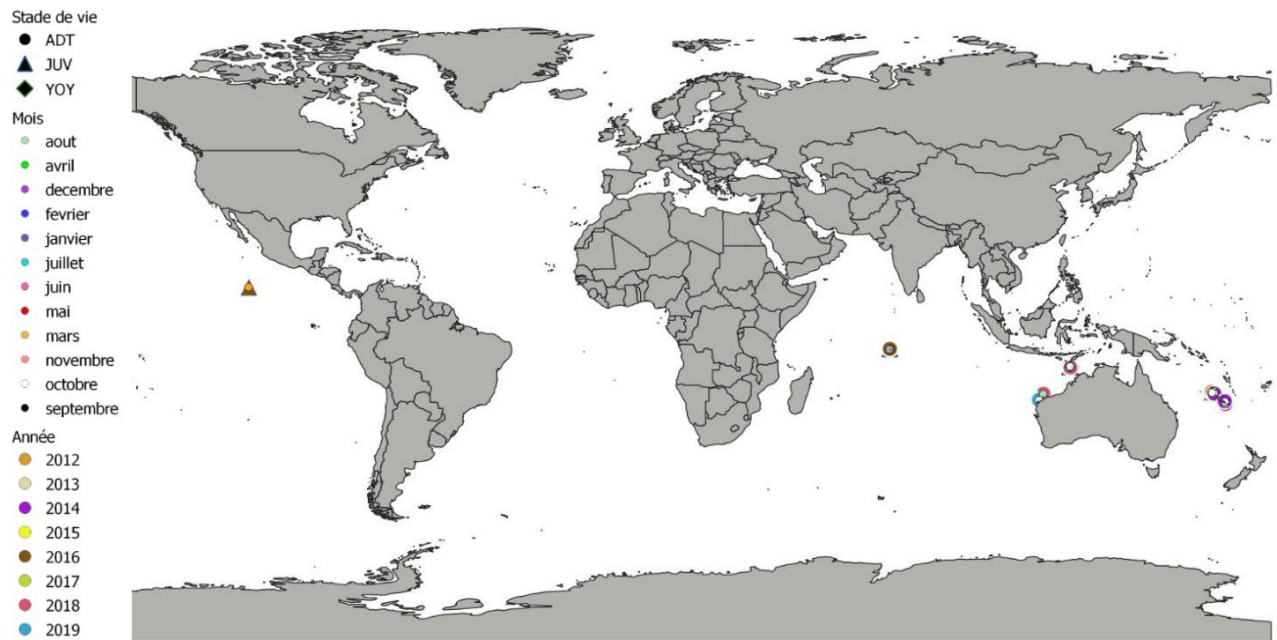 Stade de vie
ADT
JUV
YOY
Mois
aout
avril
decembre
fevrier
janvier
juillet
juin
mai
mars
novembre
octobre
septembre
Année
2012
2013
2014
2015
2016
2017
2018
2019